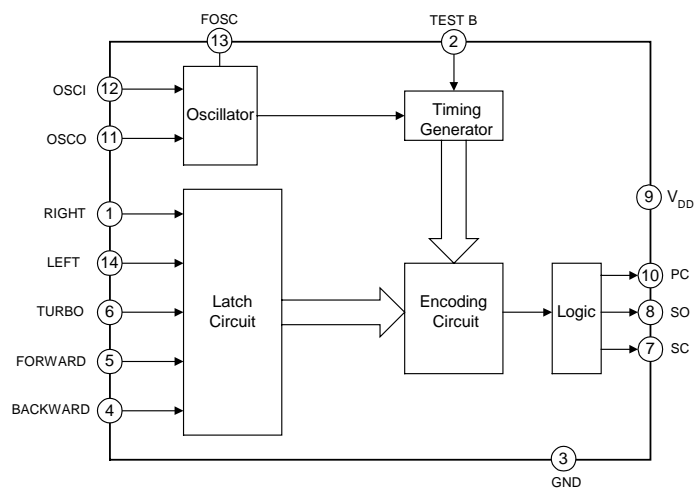 FOSC
TEST B
13
2
OSCI
12
Oscillator
Timing
Generator
OSCO
11
RIGHT
1
9
VDD
LEFT
14
TURBO
6
Latch
Circuit
Encoding
Circuit
Logic
10
PC
8
SO
7
SC
FORWARD
5
BACKWARD
4
3
GND